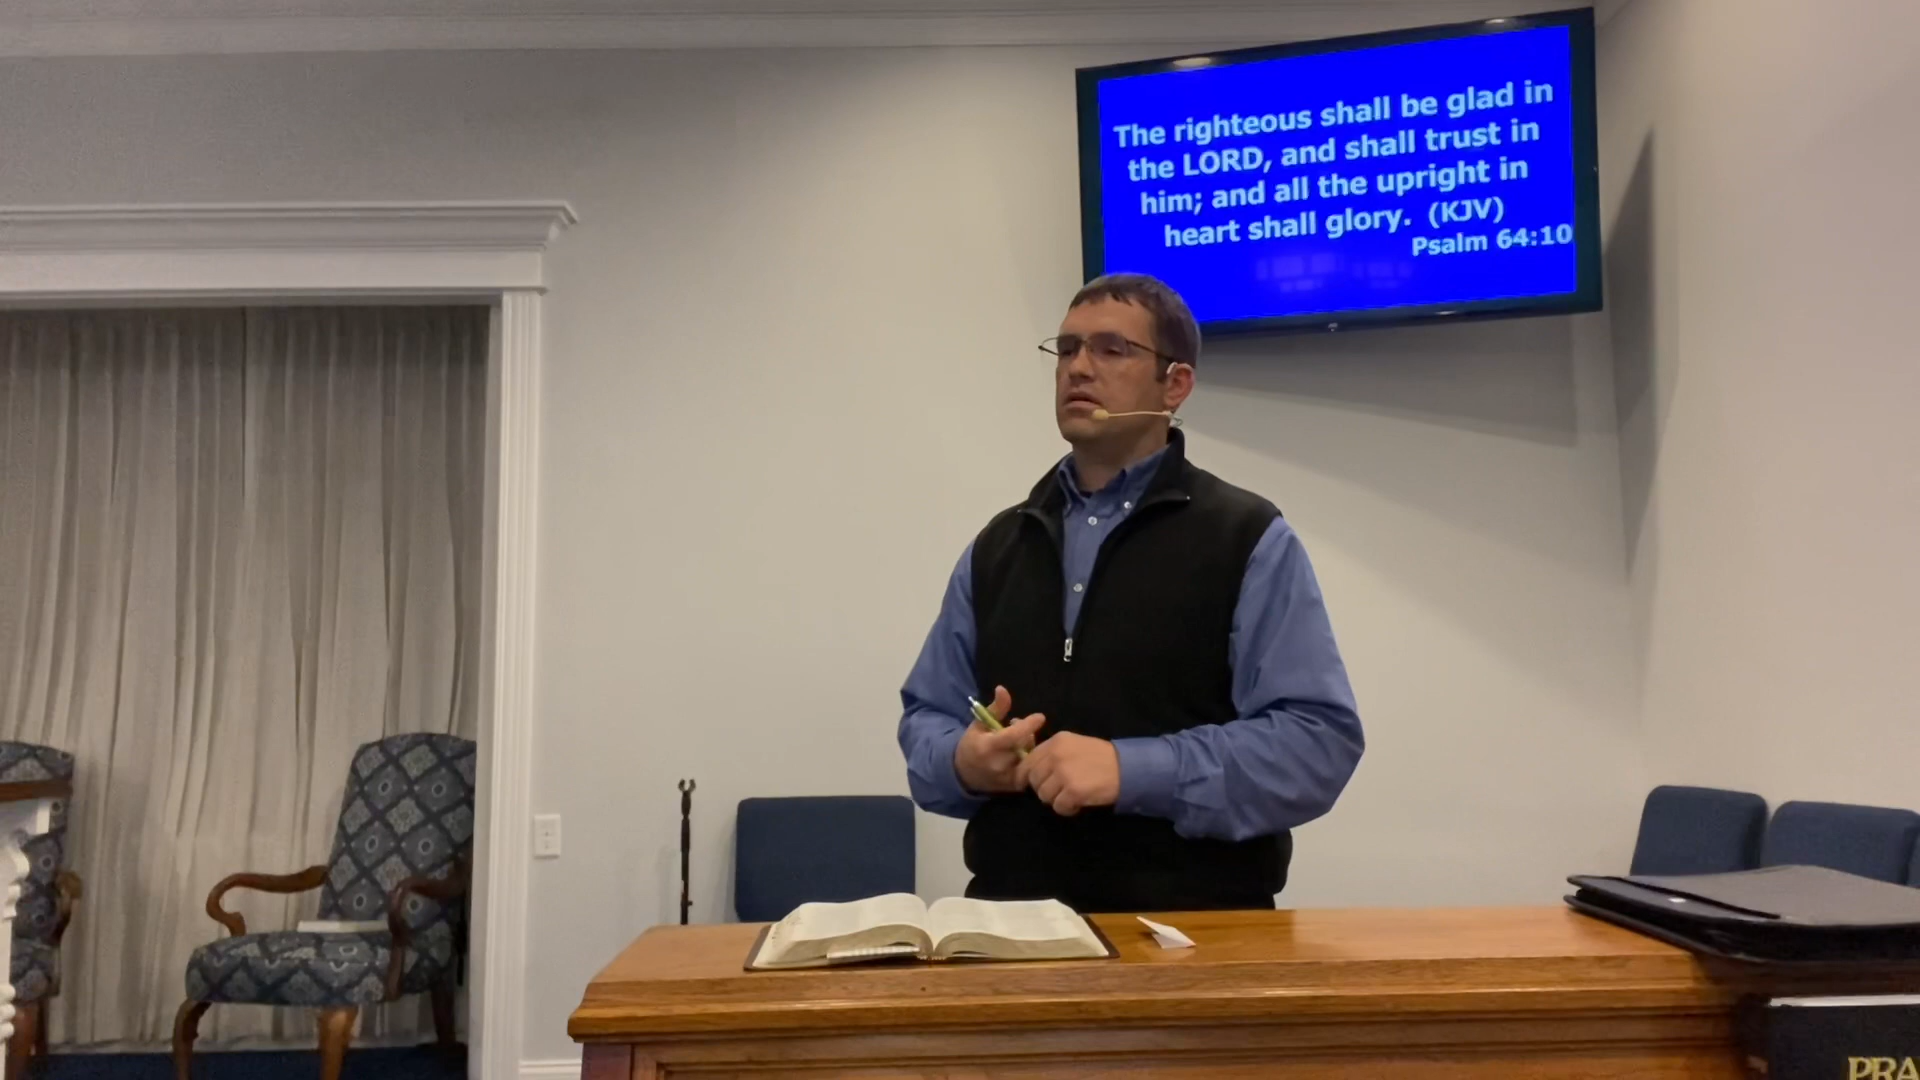 The righteous shall be glad in
the LORD, and shall trust in
him; and all the upright in
heart shall glory. (KJV)
Psalm 64:10
PRA